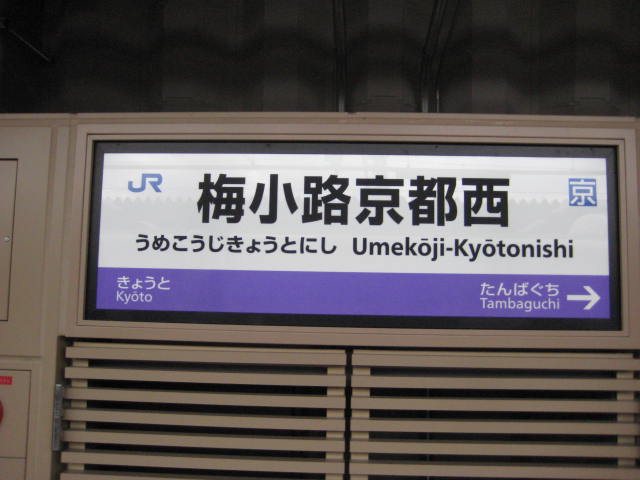 JR 梅小路京都西 京
うめこうじきょうとにし Umekōji-Kyōtonishi
きょうと たんばぐち →
Kyōto Tambaguchi